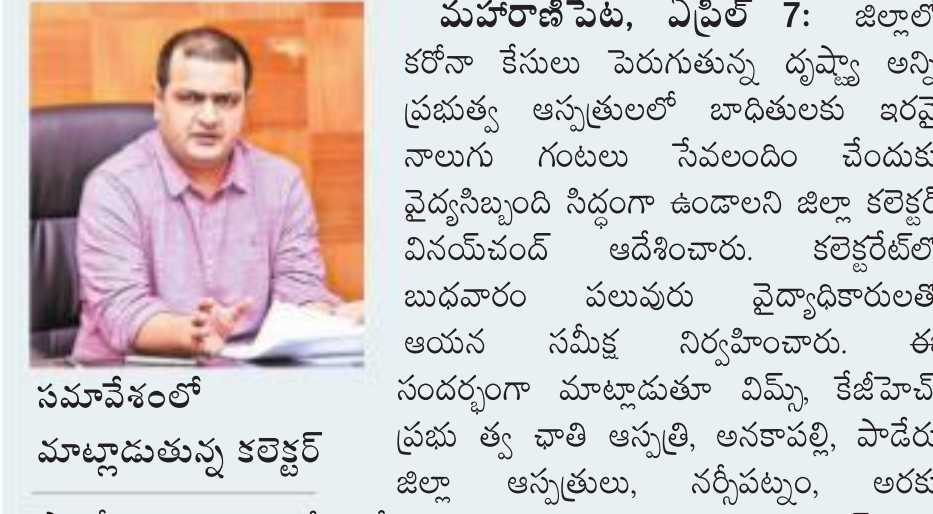 మహారాణిపేట, ఏప్రిల్ 7: జిల్లాలో
కరోనా కేసులు పెరుగుతున్న దృష్ట్యా అన్ని
ప్రభుత్వ ఆస్పత్రులలో బాధితులకు ఇరవై
నాలుగు గంటలు సేవలందిం చేందుకు
వైద్యసిబ్బంది సిద్ధంగా ఉండాలని జిల్లా కలెక్టర్
వినయ్‌చంద్ ఆదేశించారు. కలెక్టరేట్‌లో
బుధవారం పలువురు వైద్యాధికారులతో
ఆయన సమీక్ష నిర్వహించారు. ఈ
సందర్భంగా మాట్లాడుతూ విమ్స్, కేజీహెచ్
ప్రభు త్వ ఛాతి ఆస్పత్రి, అనకాపల్లి, పాడేరు
జిల్లా ఆస్పత్రులు, నర్సీపట్నం, అరకు
సమావేశంలో
మాట్లాడుతున్న కలెక్టర్